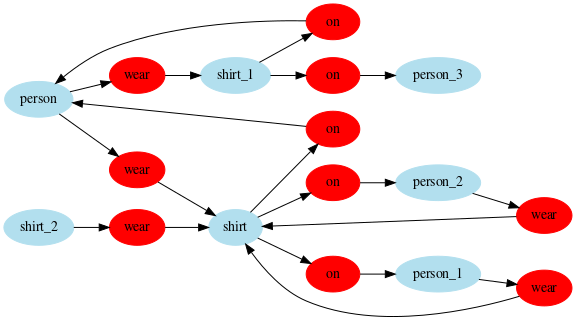 on
wear
shirt_1
on
person_3
person
on
wear
on
person_2
wear
shirt_2
wear
shirt
on
person_1
wear